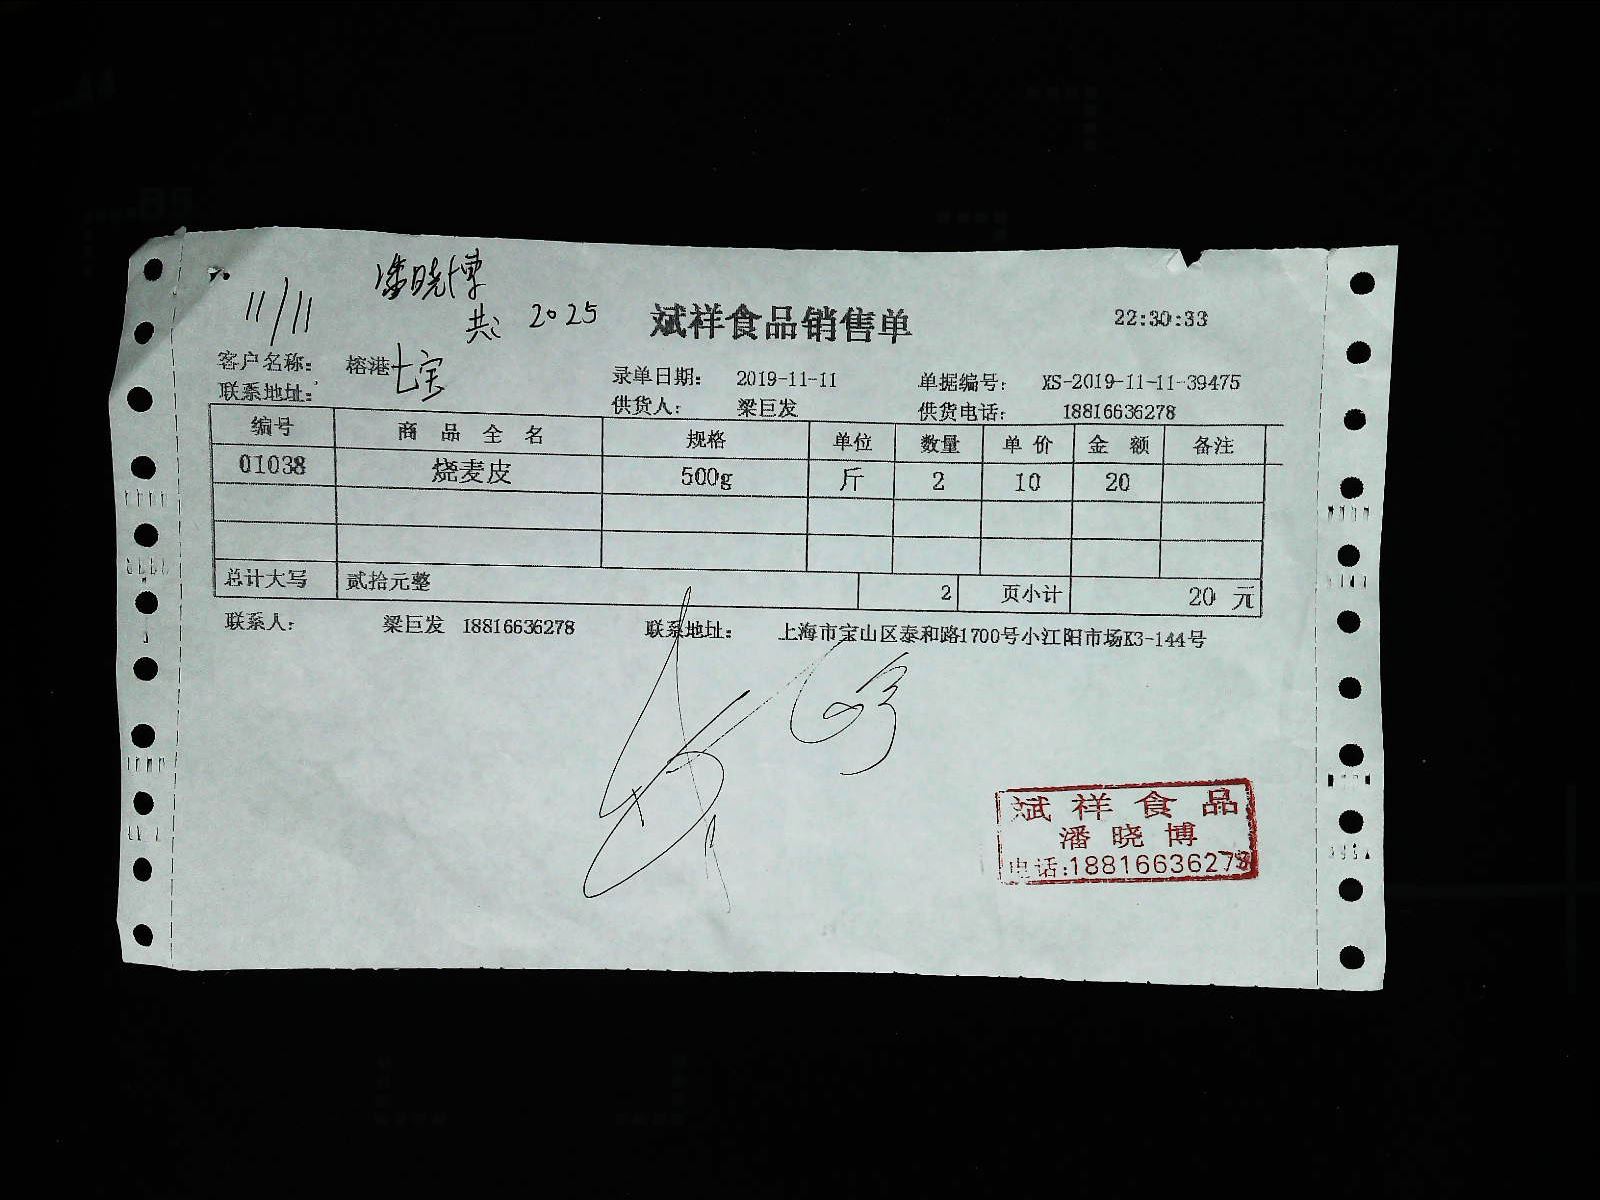 潘晓博
11/11 共: 2025 斌祥食品销售单 22:30:33
客户名称: 榕港七宝 录单日期: 2019-11-11 单据编号: XS-2019-11-11-39475
联系地址: 供货人: 梁巨发 供货电话: 18816636278
编号 商品全名 规格 单位 数量 单价 金额 备注
01038 烧麦皮 500g 斤 2 10 20
总计大写 贰拾元整 2 页小计 20 元
联系人: 梁巨发 18816636278 联系地址: 上海市宝山区泰和路1700号小江阳市场K3-144号
斌祥食品
潘晓博
电话:18816636278